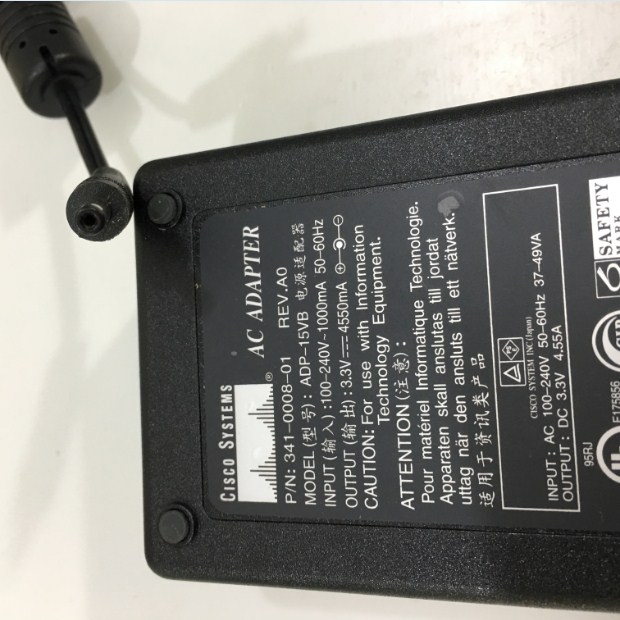 CISCO SYSTEMS
®
AC ADAPTER
P/N: 341-0008-01 REV.A0
MODEL(型号): ADP-15VB 电源适配器
INPUT(输入):100-240V~1000mA 50-60Hz
OUTPUT(输出):3.3V⎓4550mA
CAUTION: For use with Information
Technology Equipment.
ATTENTION(注意):
Pour matériel Informatique Technologie.
Apparaten skall anslutas till jordat
uttag när den ansluts till ett nätverk.
适用于资讯类产品
CISCO SYSTEM INC(Japan)
INPUT: AC 100-240V 50-60Hz 37-49VA
OUTPUT: DC 3.3V 4.55A
95RJ
E175856
SAFETY
MARK